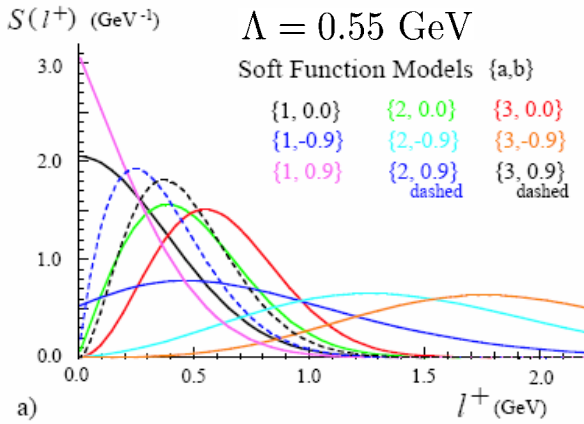 S(l⁺) (GeV⁻¹) Λ = 0.55 GeV
Soft Function Models {a,b}
{1, 0.0} {2, 0.0} {3, 0.0}
{1,-0.9} {2,-0.9} {3,-0.9}
{1, 0.9} {2, 0.9} {3, 0.9}
dashed dashed
3.0
2.0
1.0
0.0
0.0 0.5 1.0 1.5 2.0
a) l⁺ (GeV)